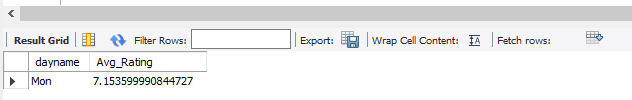 Result Grid Filter Rows: Export: Wrap Cell Content: Fetch rows:
dayname Avg_Rating
Mon 7.153599990844727